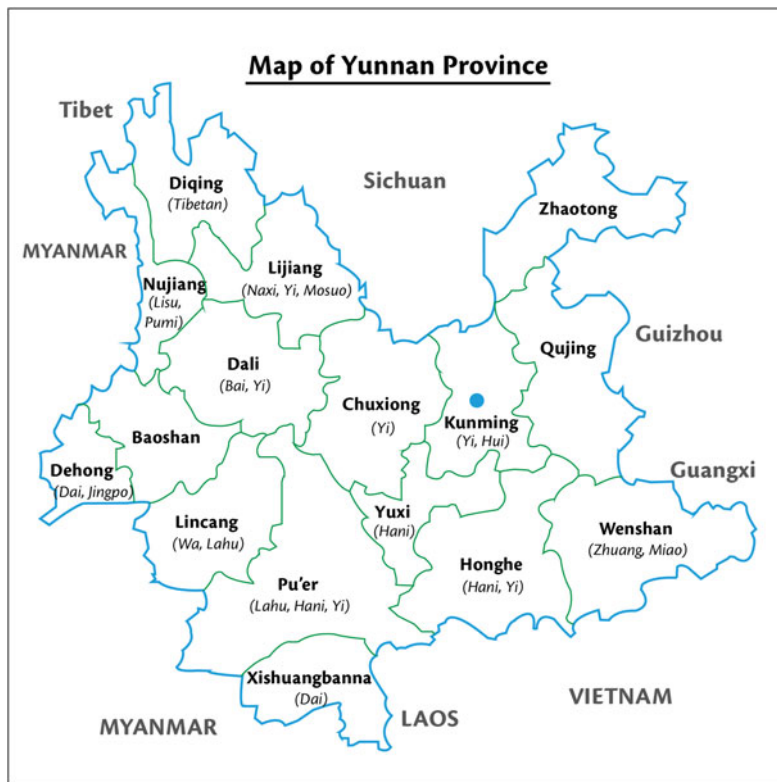 Map of Yunnan Province
Tibet
Sichuan
Diqing
(Tibetan)
Zhaotong
MYANMAR
Lijiang
(Naxi, Yi, Mosuo)
Nujiang
(Lisu,
Pumi)
Guizhou
Qujing
Dali
(Bai, Yi)
Chuxiong
(Yi)
Kunming
(Yi, Hui)
Baoshan
Dehong
(Dai, Jingpo)
Guangxi
Lincang
(Wa, Lahu)
Yuxi
(Hani)
Wenshan
(Zhuang, Miao)
Honghe
(Hani, Yi)
Pu'er
(Lahu, Hani, Yi)
Xishuangbanna
(Dai)
MYANMAR
LAOS
VIETNAM